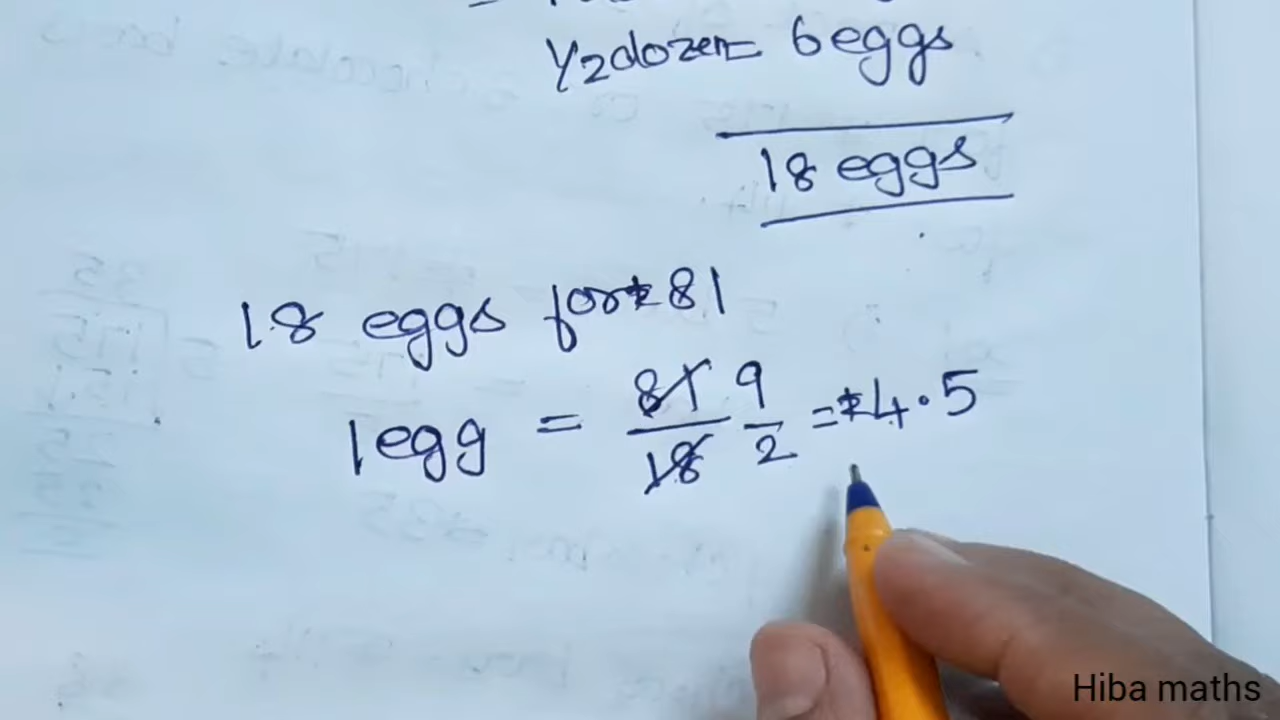 1/2 dozen = 6 eggs
18 eggs
18 eggs for ₹ 81
1 egg = 81/18 9/2 = ₹ 4.5
Hiba maths